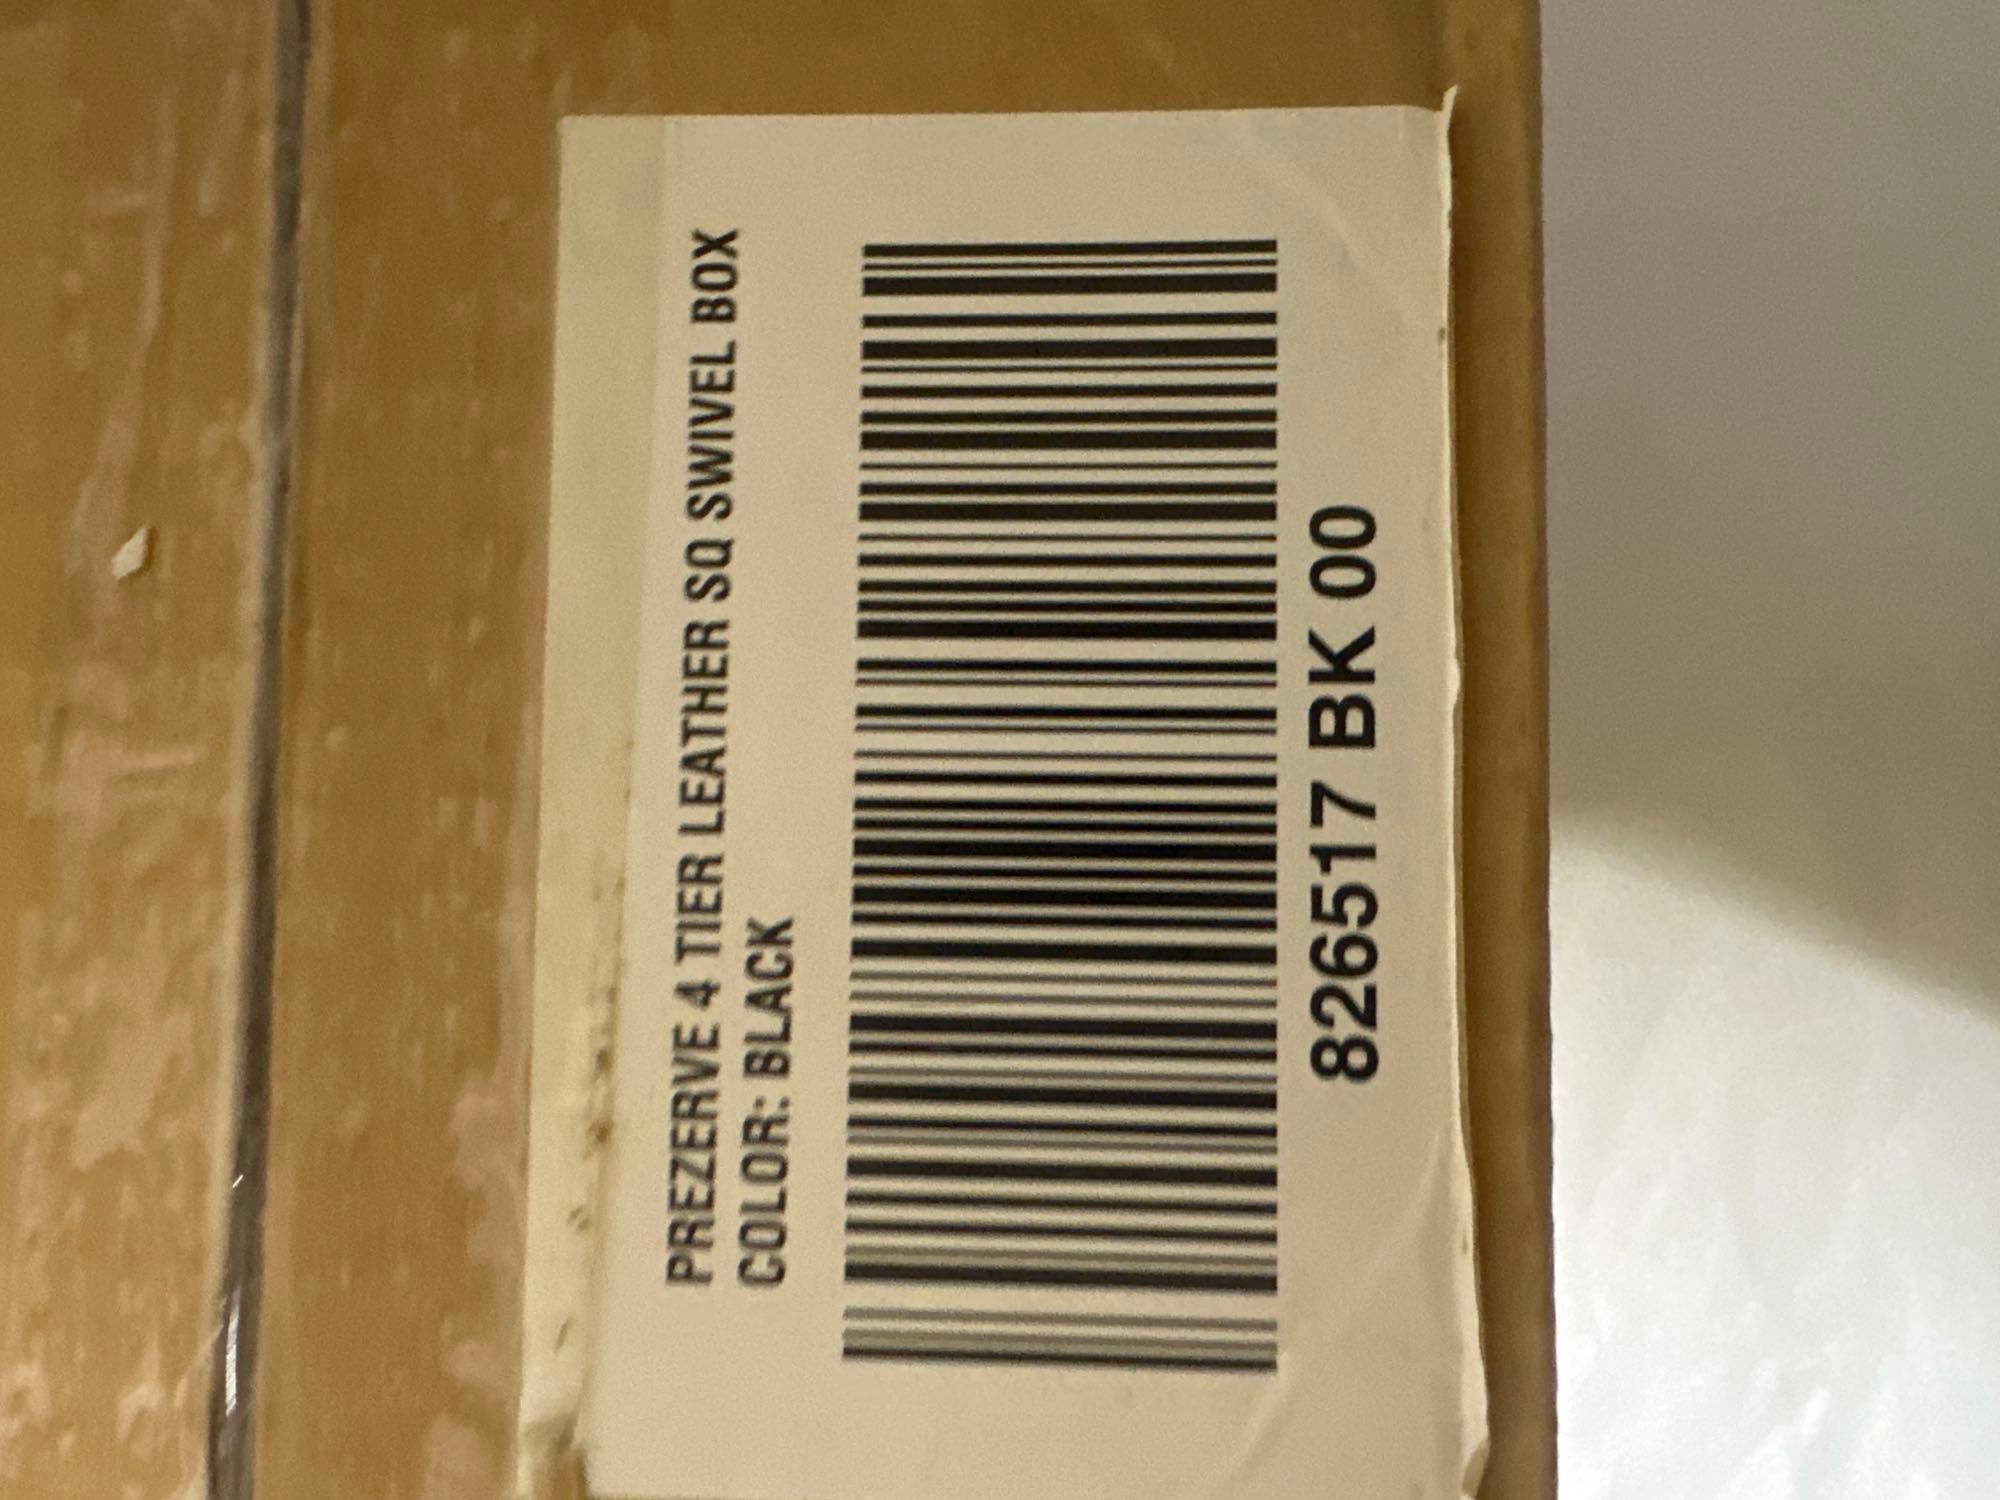 PREZERVE 4 TIER LEATHER SQ SWIVEL BOX
COLOR: BLACK
826517 BK 00